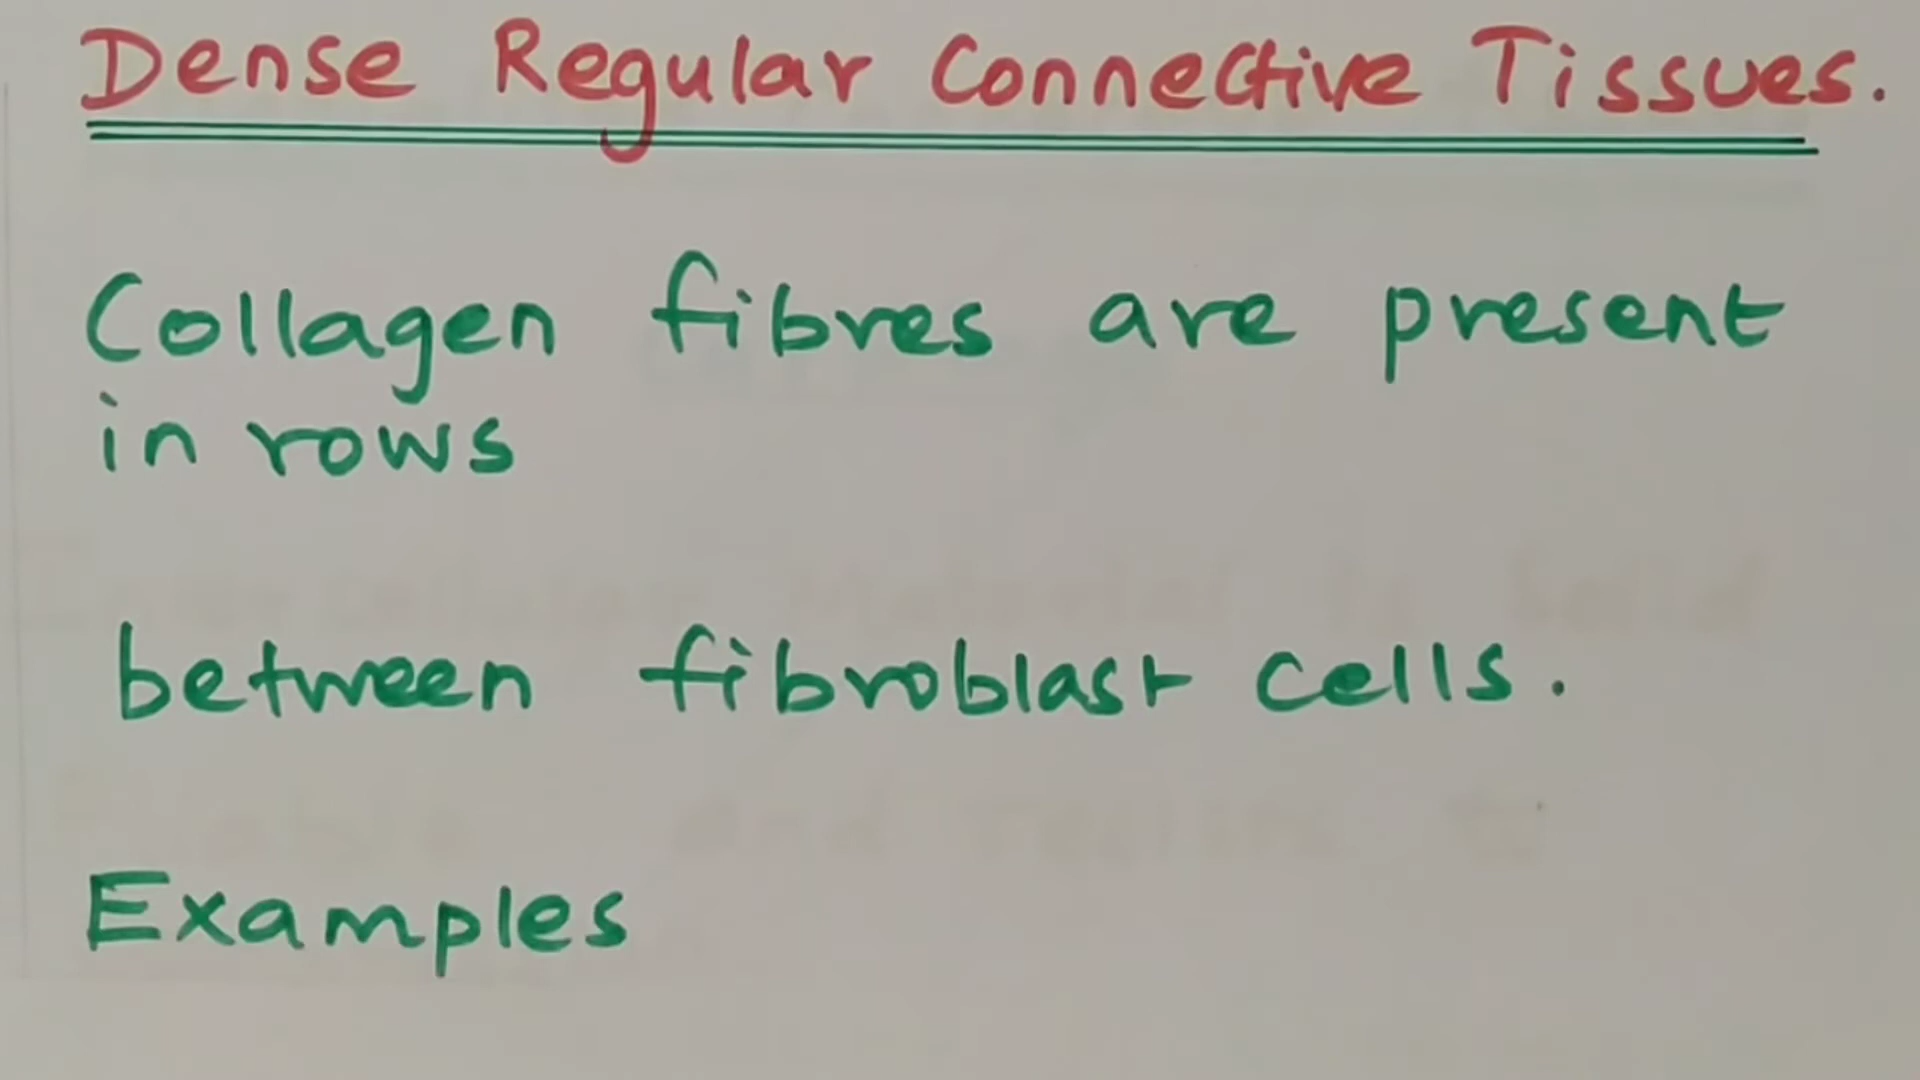 Dense Regular Connective Tissues.
Collagen fibres are present
in rows
between fibroblast cells.
Examples